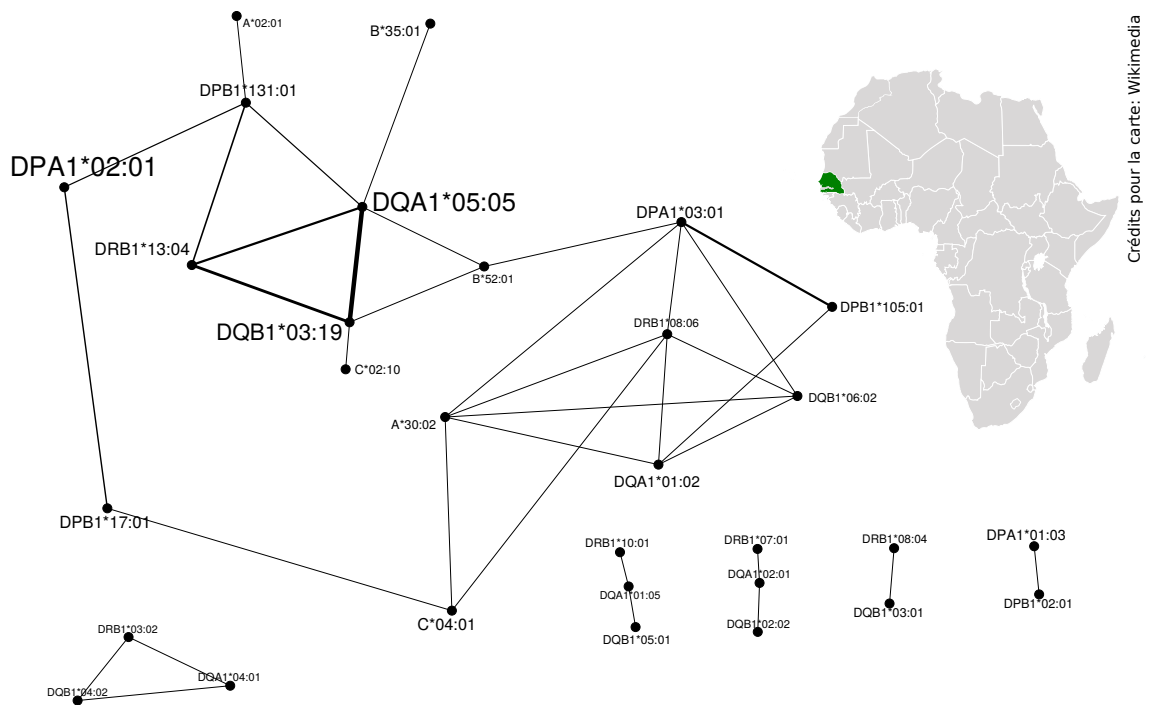 A*02:01
B*35:01
DPB1*131:01
DPA1*02:01
DQA1*05:05
DPA1*03:01
DRB1*13:04
B*52:01
DPB1*105:01
DRB1*08:06
DQB1*03:19
C*02:10
DQB1*06:02
A*30:02
DQA1*01:02
DPB1*17:01
C*04:01
DRB1*10:01
DQA1*01:05
DQB1*05:01
DRB1*07:01
DQA1*02:01
DQB1*02:02
DRB1*08:04
DQB1*03:01
DPA1*01:03
DPB1*02:01
DRB1*03:02
DQA1*04:01
DQB1*04:02
Crédits pour la carte: Wikimedia